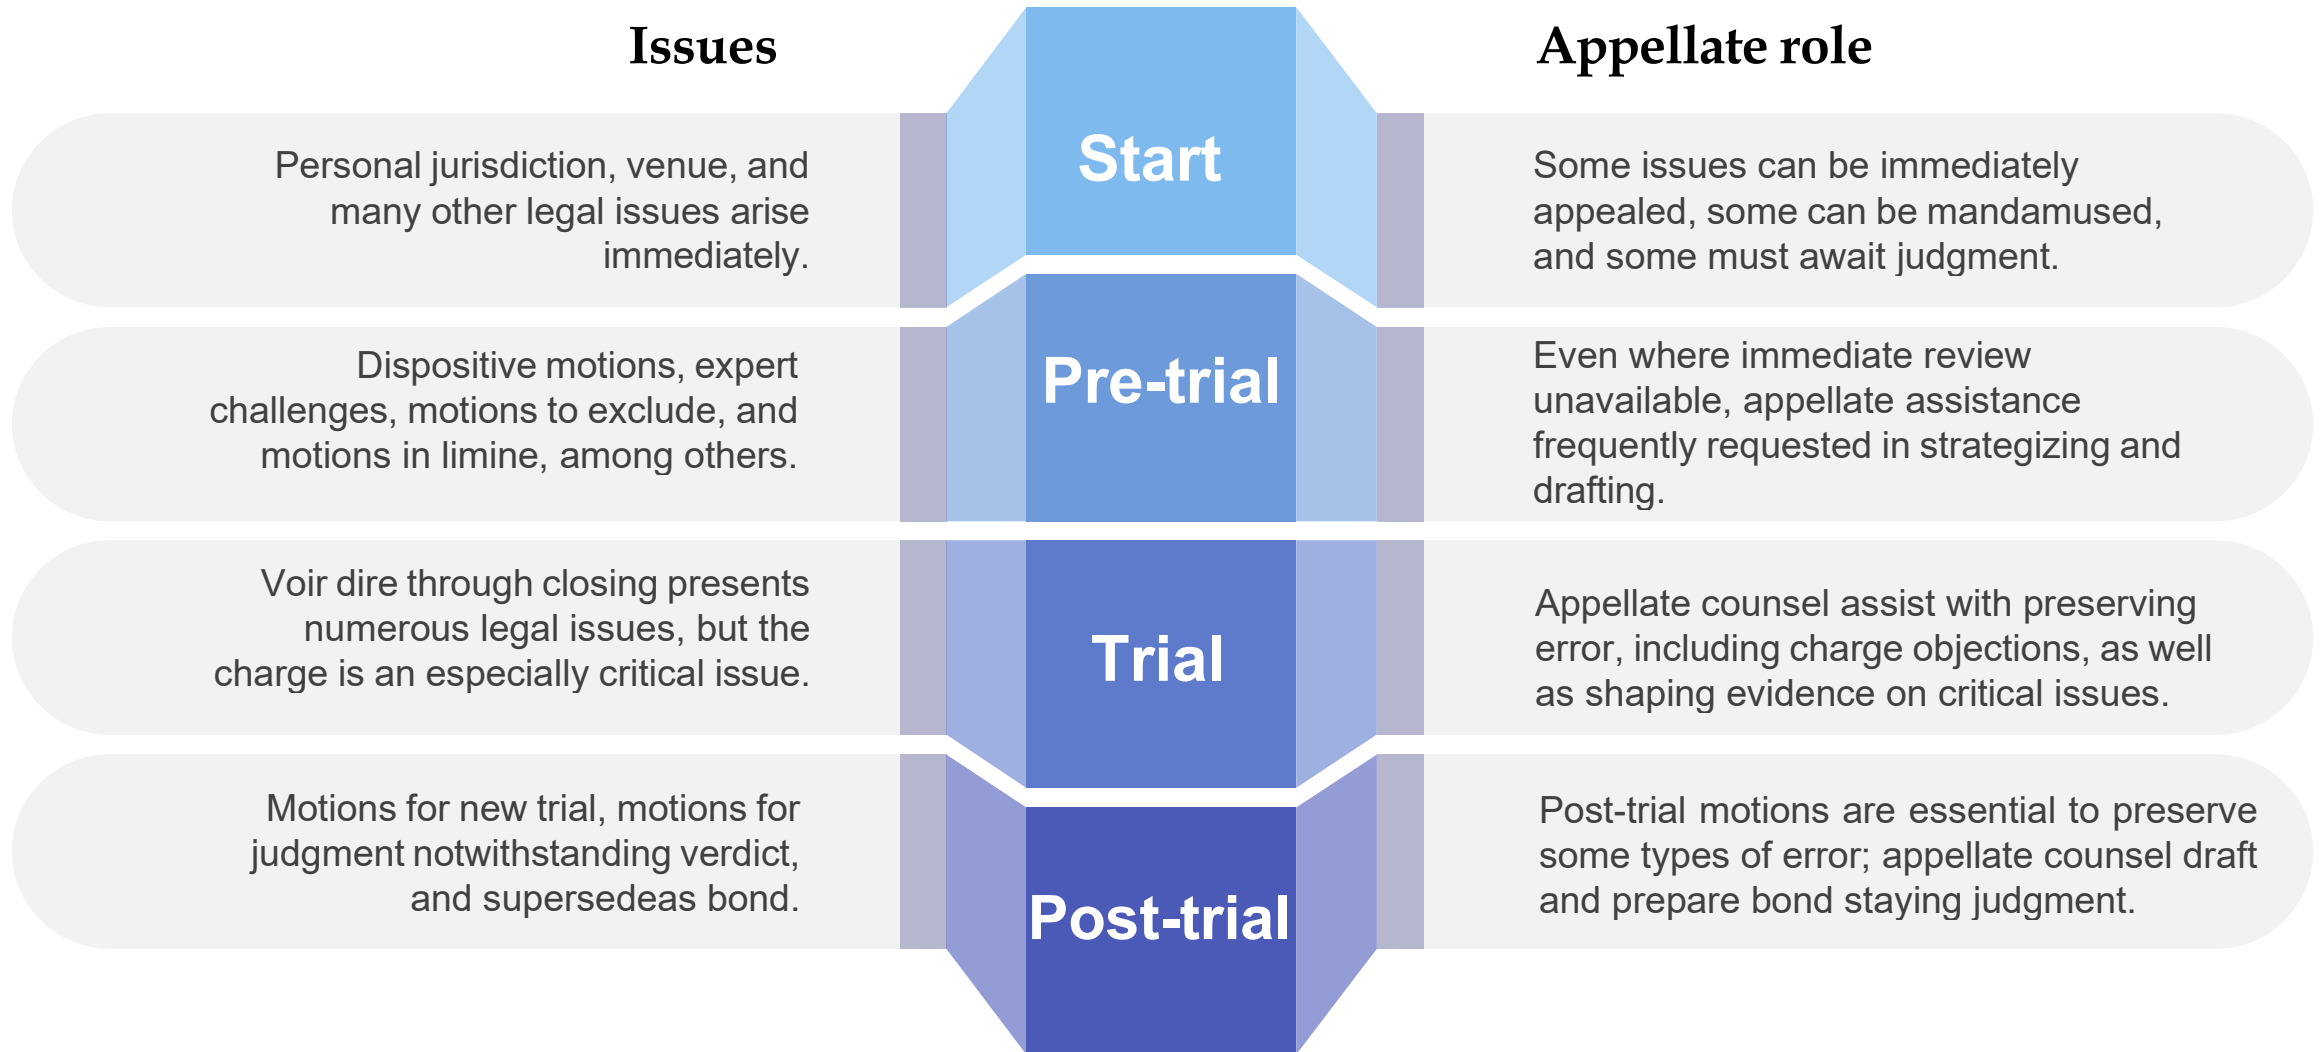 Issues
Appellate role
Start
Personal jurisdiction, venue, and
many other legal issues arise
immediately.
Some issues can be immediately
appealed, some can be mandamused,
and some must await judgment.
Pre-trial
Dispositive motions, expert
challenges, motions to exclude, and
motions in limine, among others.
Even where immediate review
unavailable, appellate assistance
frequently requested in strategizing and
drafting.
Trial
Voir dire through closing presents
numerous legal issues, but the
charge is an especially critical issue.
Appellate counsel assist with preserving
error, including charge objections, as well
as shaping evidence on critical issues.
Post-trial
Motions for new trial, motions for
judgment notwithstanding verdict,
and supersedeas bond.
Post-trial motions are essential to preserve
some types of error; appellate counsel draft
and prepare bond staying judgment.